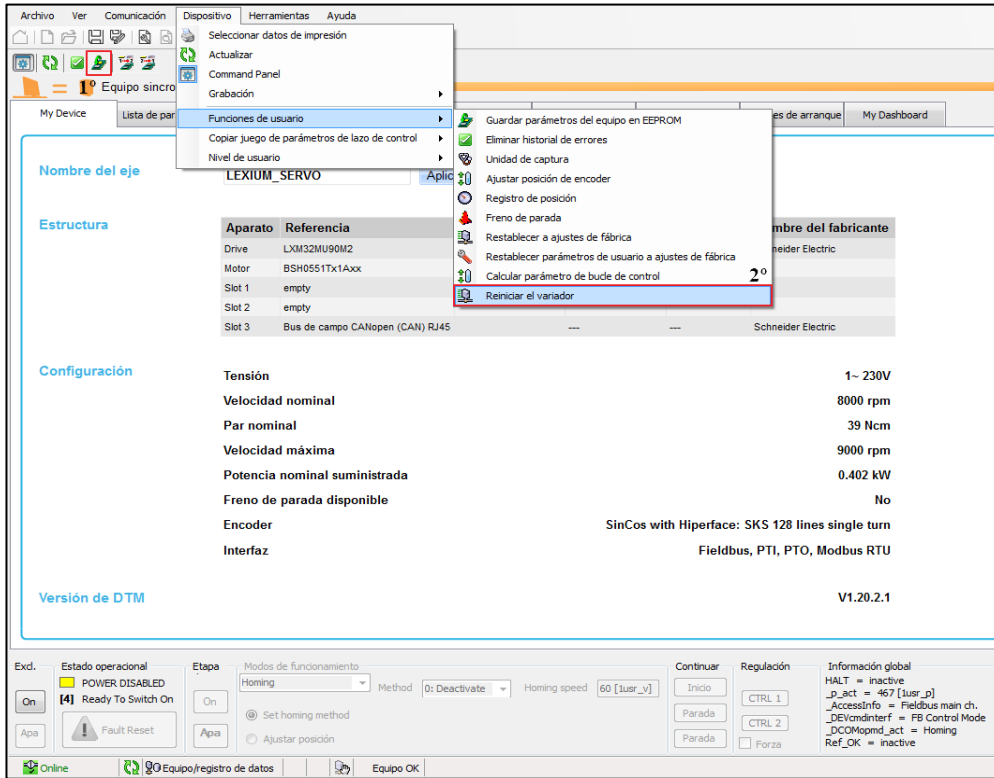 Archivo Ver Comunicación Dispositivo Herramientas Ayuda
Seleccionar datos de impresión
Actualizar
Command Panel
Grabación
Funciones de usuario
Copiar juego de parámetros de lazo de control
Nivel de usuario
1º Equipo sincro
My Device Lista de par es de arranque My Dashboard
Guardar parámetros del equipo en EEPROM
Eliminar historial de errores
Unidad de captura
Ajustar posición de encoder
Registro de posición
Freno de parada
Restablecer a ajustes de fábrica
Restablecer parámetros de usuario a ajustes de fábrica
Calcular parámetro de bucle de control 2º
Reiniciar el variador
Nombre del eje LEXIUM_SERVO Aplic
Estructura Aparato Referencia mbre del fabricante
Drive LXM32MU90M2 neider Electric
Motor BSH0551Tx1Axx
Slot 1 empty
Slot 2 empty
Slot 3 Bus de campo CANopen (CAN) RJ45 --- --- Schneider Electric
Configuración
Tensión 1~ 230V
Velocidad nominal 8000 rpm
Par nominal 39 Ncm
Velocidad máxima 9000 rpm
Potencia nominal suministrada 0.402 kW
Freno de parada disponible No
Encoder SinCos with Hiperface: SKS 128 lines single turn
Interfaz Fieldbus, PTI, PTO, Modbus RTU
Versión de DTM V1.20.2.1
Excl. Estado operacional Etapa Modos de funcionamiento Continuar Regulación Información global
POWER DISABLED
On [4] Ready To Switch On On
Apa Fault Reset Apa
Homing Method 0: Deactivate Homing speed 60 [1usr_v]
Set homing method
Ajustar posición
Inicio
Parada
Parada
CTRL 1
CTRL 2
Forza
HALT = inactive
_p_act = 467 [1usr_p]
_AccessInfo = Fieldbus main ch.
_DEVcmdinterf = FB Control Mode
_DCOMopmd_act = Homing
Ref_OK = inactive
Online Equipo/registro de datos Equipo OK